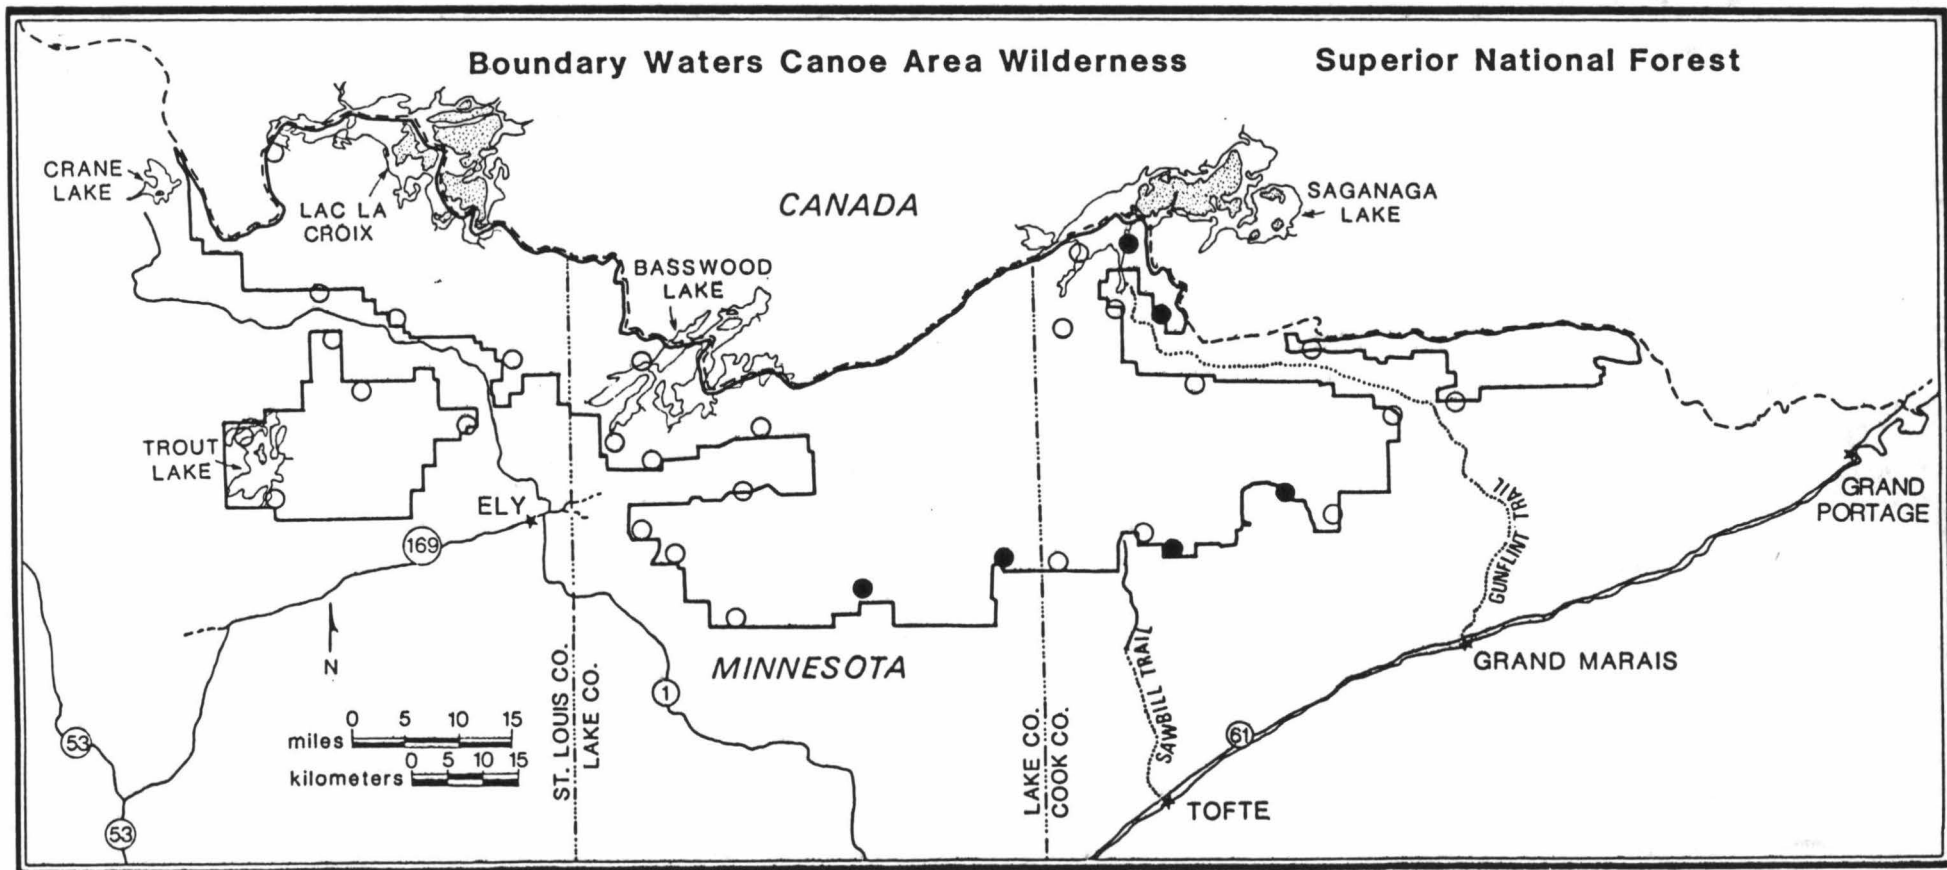 Boundary Waters Canoe Area Wilderness
Superior National Forest
CRANE
LAKE
LAC LA
CROIX
CANADA
SAGANAGA
LAKE
BASSWOOD
LAKE
TROUT
LAKE
ELY
169
GRAND
PORTAGE
GUNFLINT TRAIL
N
MINNESOTA
GRAND MARAIS
SAWBILL TRAIL
1
0 5 10 15
miles
0 5 10 15
kilometers
53
53
ST. LOUIS CO.
LAKE CO.
LAKE CO.
COOK CO.
61
TOFTE